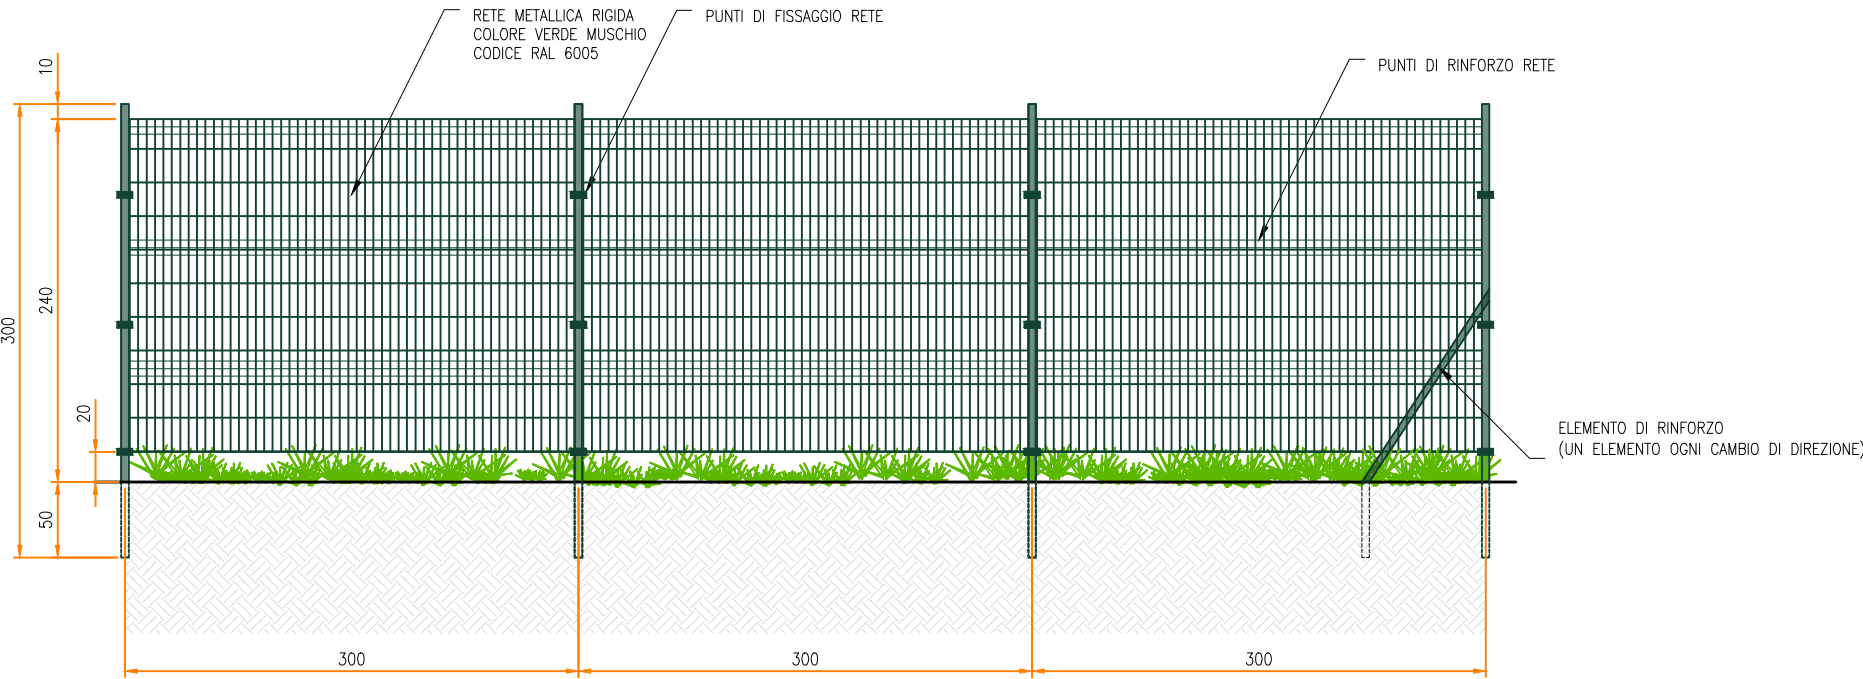 RETE METALLICA RIGIDA
COLORE VERDE MUSCHIO
CODICE RAL 6005
PUNTI DI FISSAGGIO RETE
PUNTI DI RINFORZO RETE
10
240
300
20
50
ELEMENTO DI RINFORZO
(UN ELEMENTO OGNI CAMBIO DI DIREZIONE)
300
300
300